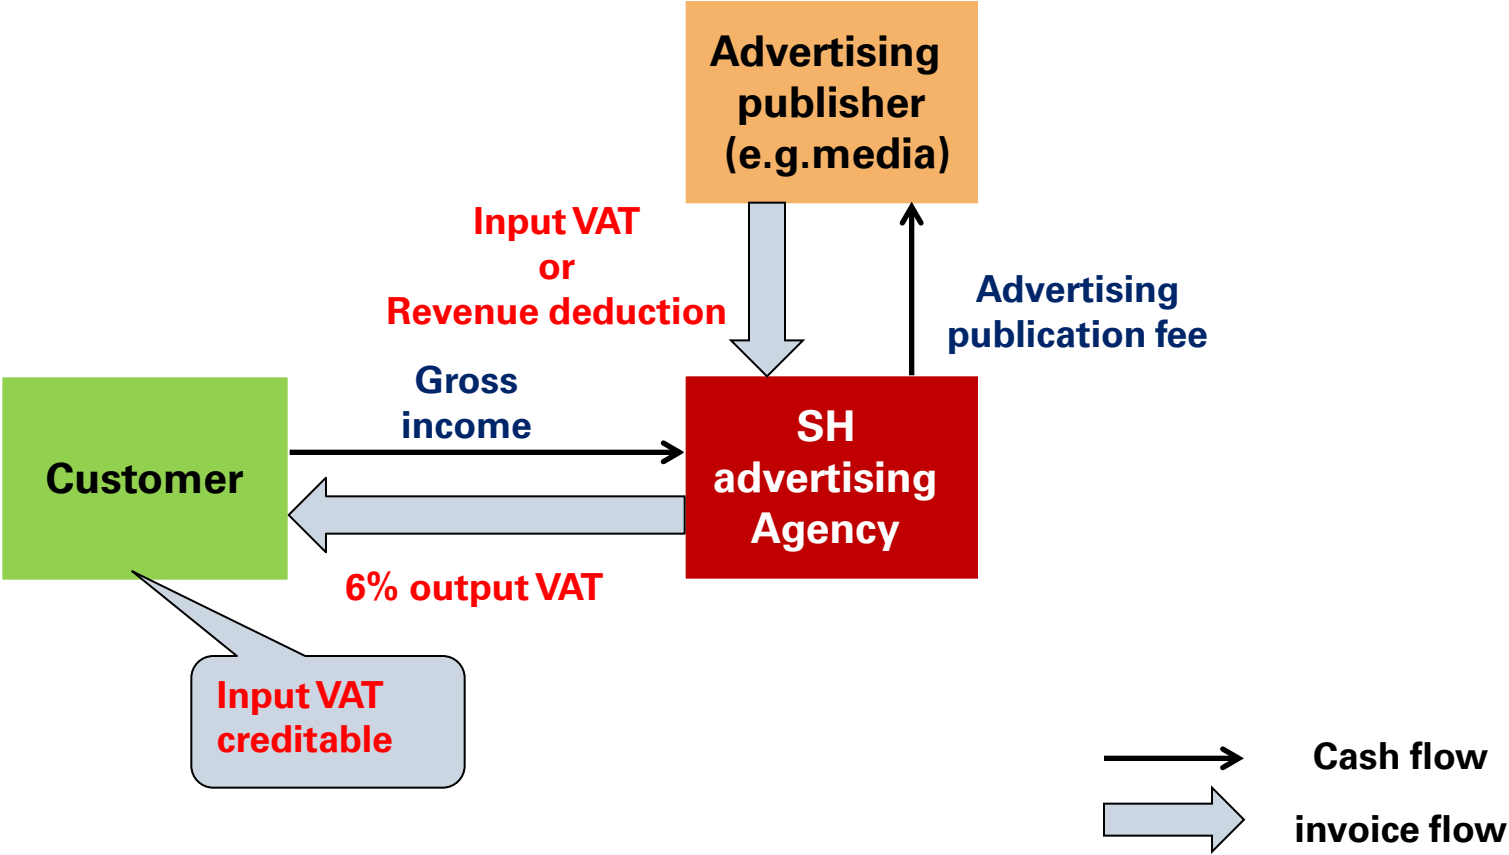 Advertising
publisher
(e.g.media)
Input VAT
or
Revenue deduction
Advertising
publication fee
Gross
income
Customer
SH
advertising
Agency
6% output VAT
Input VAT
creditable
Cash flow
invoice flow